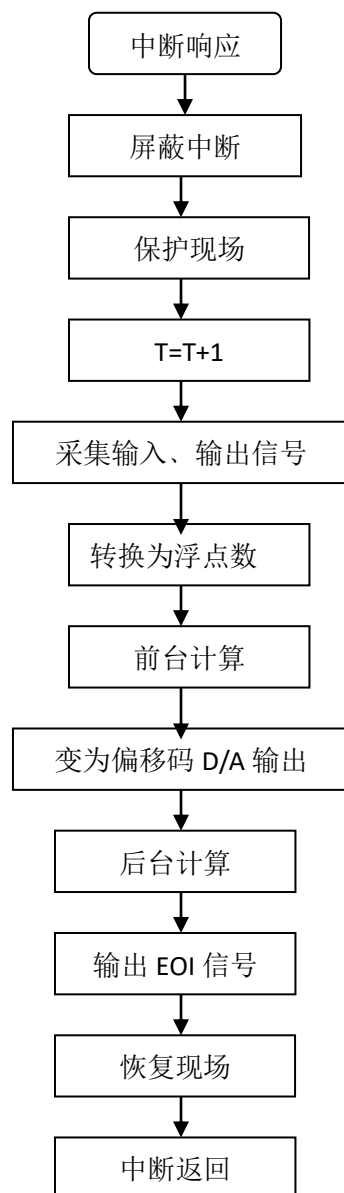 中断响应
屏蔽中断
保护现场
T=T+1
采集输入、输出信号
转换为浮点数
前台计算
变为偏移码 D/A 输出
后台计算
输出 EOI 信号
恢复现场
中断返回